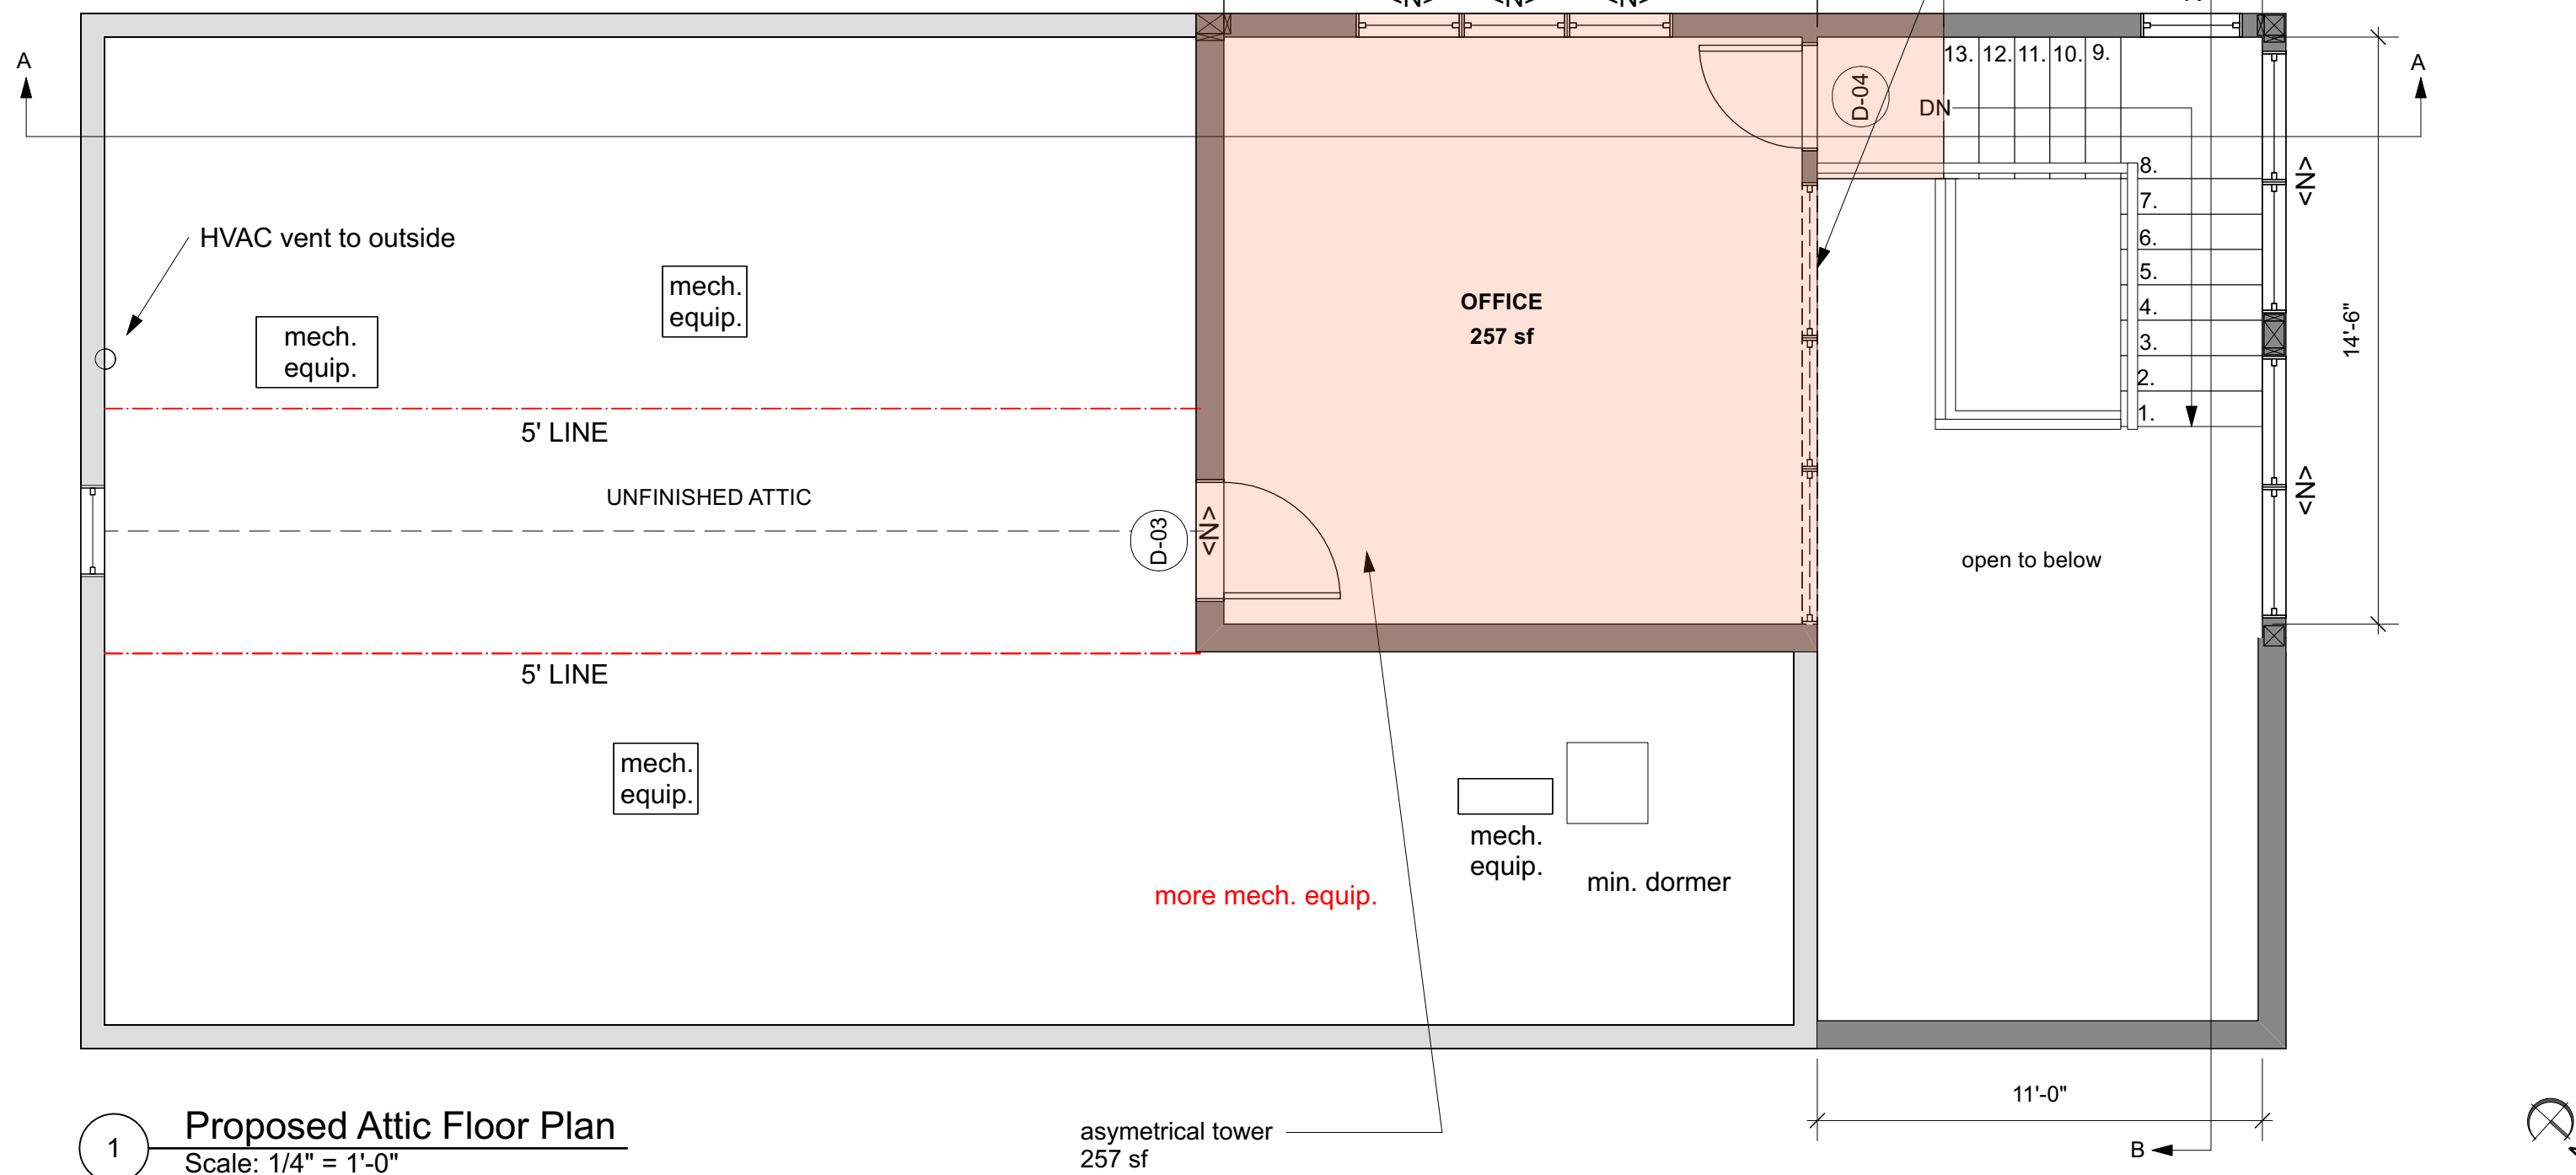 <N> <N> <N>
A
A
13. 12. 11. 10. 9.
D-04
DN
8.
7.
6.
5.
4.
3.
2.
1.
<N>
<N>
14'-6"
HVAC vent to outside
mech.
equip.
mech.
equip.
OFFICE
257 sf
5' LINE
UNFINISHED ATTIC
D-03
<N>
open to below
5' LINE
mech.
equip.
mech.
equip.
min. dormer
more mech. equip.
11'-0"
B
1
Proposed Attic Floor Plan
Scale: 1/4" = 1'-0"
asymetrical tower
257 sf